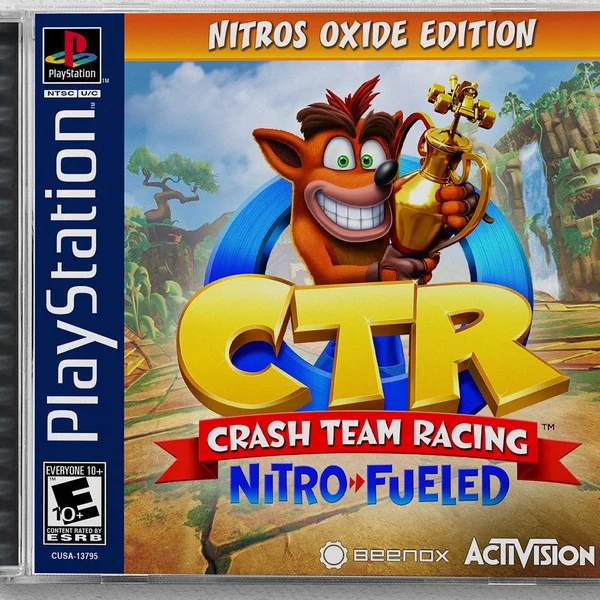 NITROS OXIDE EDITION
PlayStation
NTSC U/C
PlayStation
CTR
CRASH TEAM RACING
NITRO FUELED
EVERYONE 10+
E
10+
CONTENT RATED BY
ESRB
CUSA-13795
BEENOX
ACTIVISION